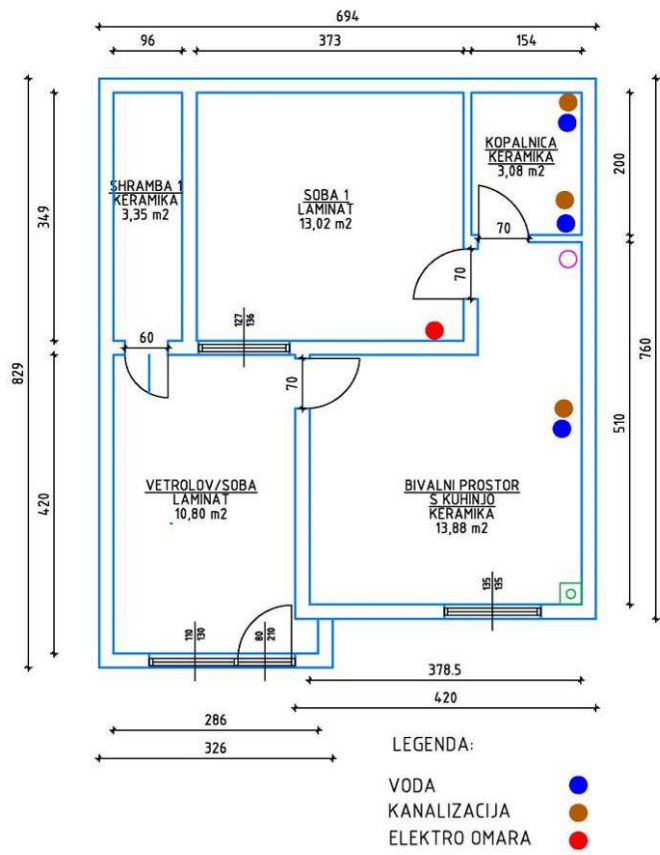 694
96
373
154
829
349
420
SHRAMBA 1
KERAMIKA
3,35 m2
SOBA 1
LAMINAT
13,02 m2
KOPALNICA
KERAMIKA
3,08 m2
200
70
70
60
127
136
70
760
510
VETROLOV/SOBA
LAMINAT
10,80 m2
BIVALNI PROSTOR
S KUHINJO
KERAMIKA
13,88 m2
110
130
80
210
135
135
378.5
420
286
326
LEGENDA:
VODA
KANALIZACIJA
ELEKTRO OMARA